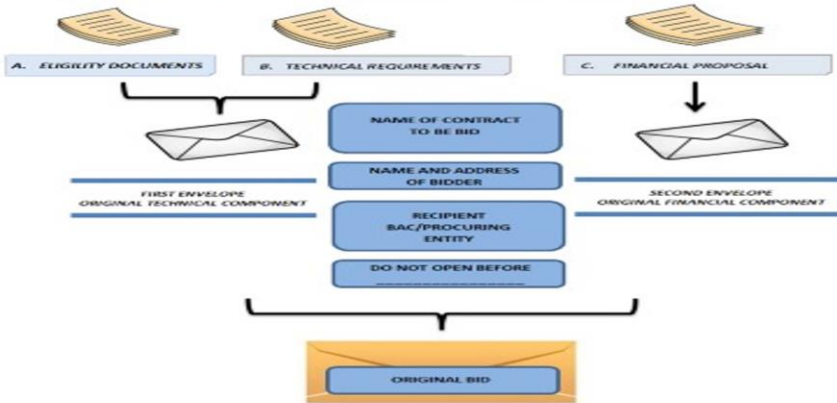 A. ELIGILITY DOCUMENTS
B. TECHNICAL REQUIREMENTS
C. FINANCIAL PROPOSAL
NAME OF CONTRACT
TO BE BID
NAME AND ADDRESS
OF BIDDER
FIRST ENVELOPE
ORIGINAL TECHNICAL COMPONENT
SECOND ENVELOPE
ORIGINAL FINANCIAL COMPONENT
RECIPIENT
BAC/PROCURING
ENTITY
DO NOT OPEN BEFORE
________________
ORIGINAL BID